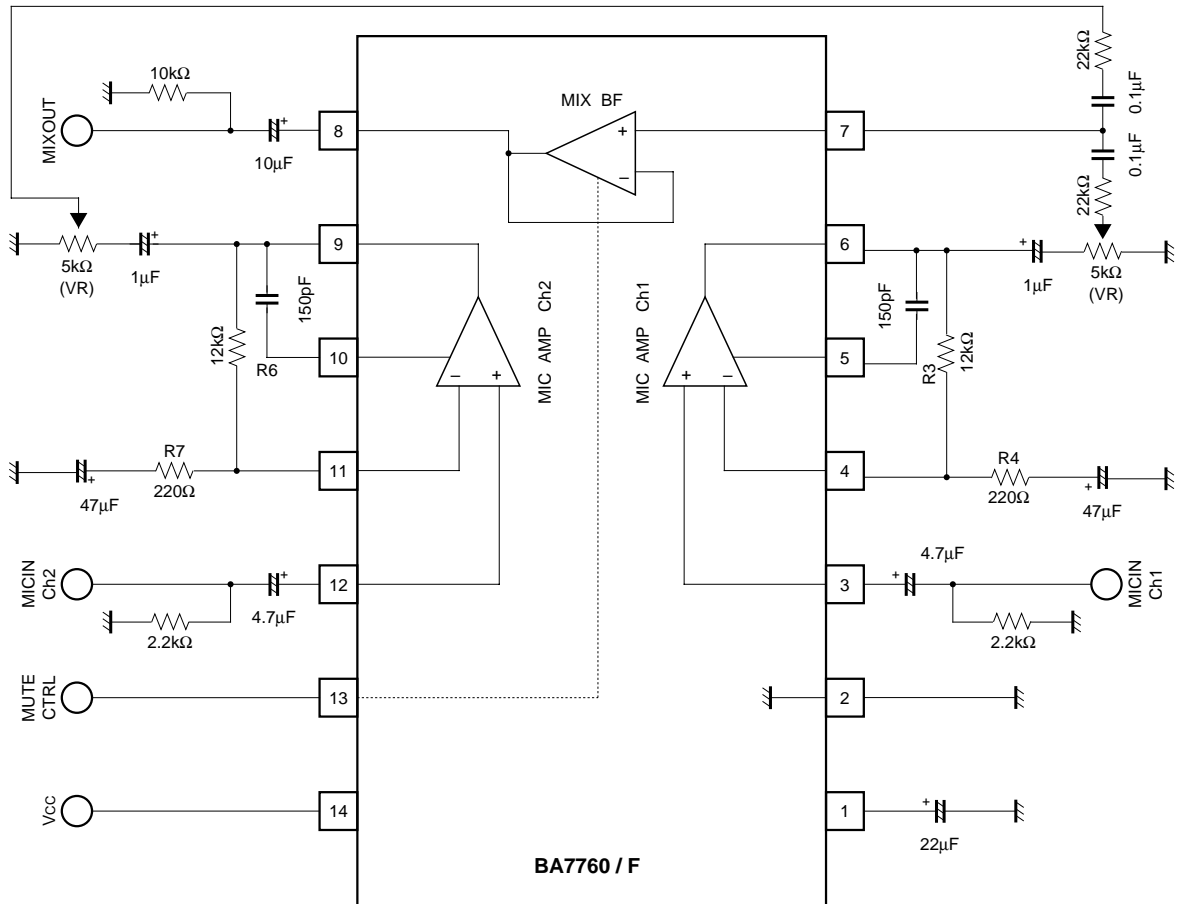 10kΩ
MIXOUT
10µF
+
8
MIX BF
+
−
7
22kΩ
0.1µF
0.1µF
22kΩ
5kΩ
(VR)
1µF
+
9
12kΩ
150pF
R6
10
MIC AMP Ch2
− +
MIC AMP Ch1
+ −
6
5
150pF
R3
12kΩ
+
1µF
5kΩ
(VR)
R7
220Ω
+
47µF
11
4
R4
220Ω
+
47µF
MICIN
Ch2
+
4.7µF
2.2kΩ
12
3
4.7µF
+
2.2kΩ
MICIN
Ch1
MUTE
CTRL
13
2
VCC
14
1
+
22µF
BA7760 / F